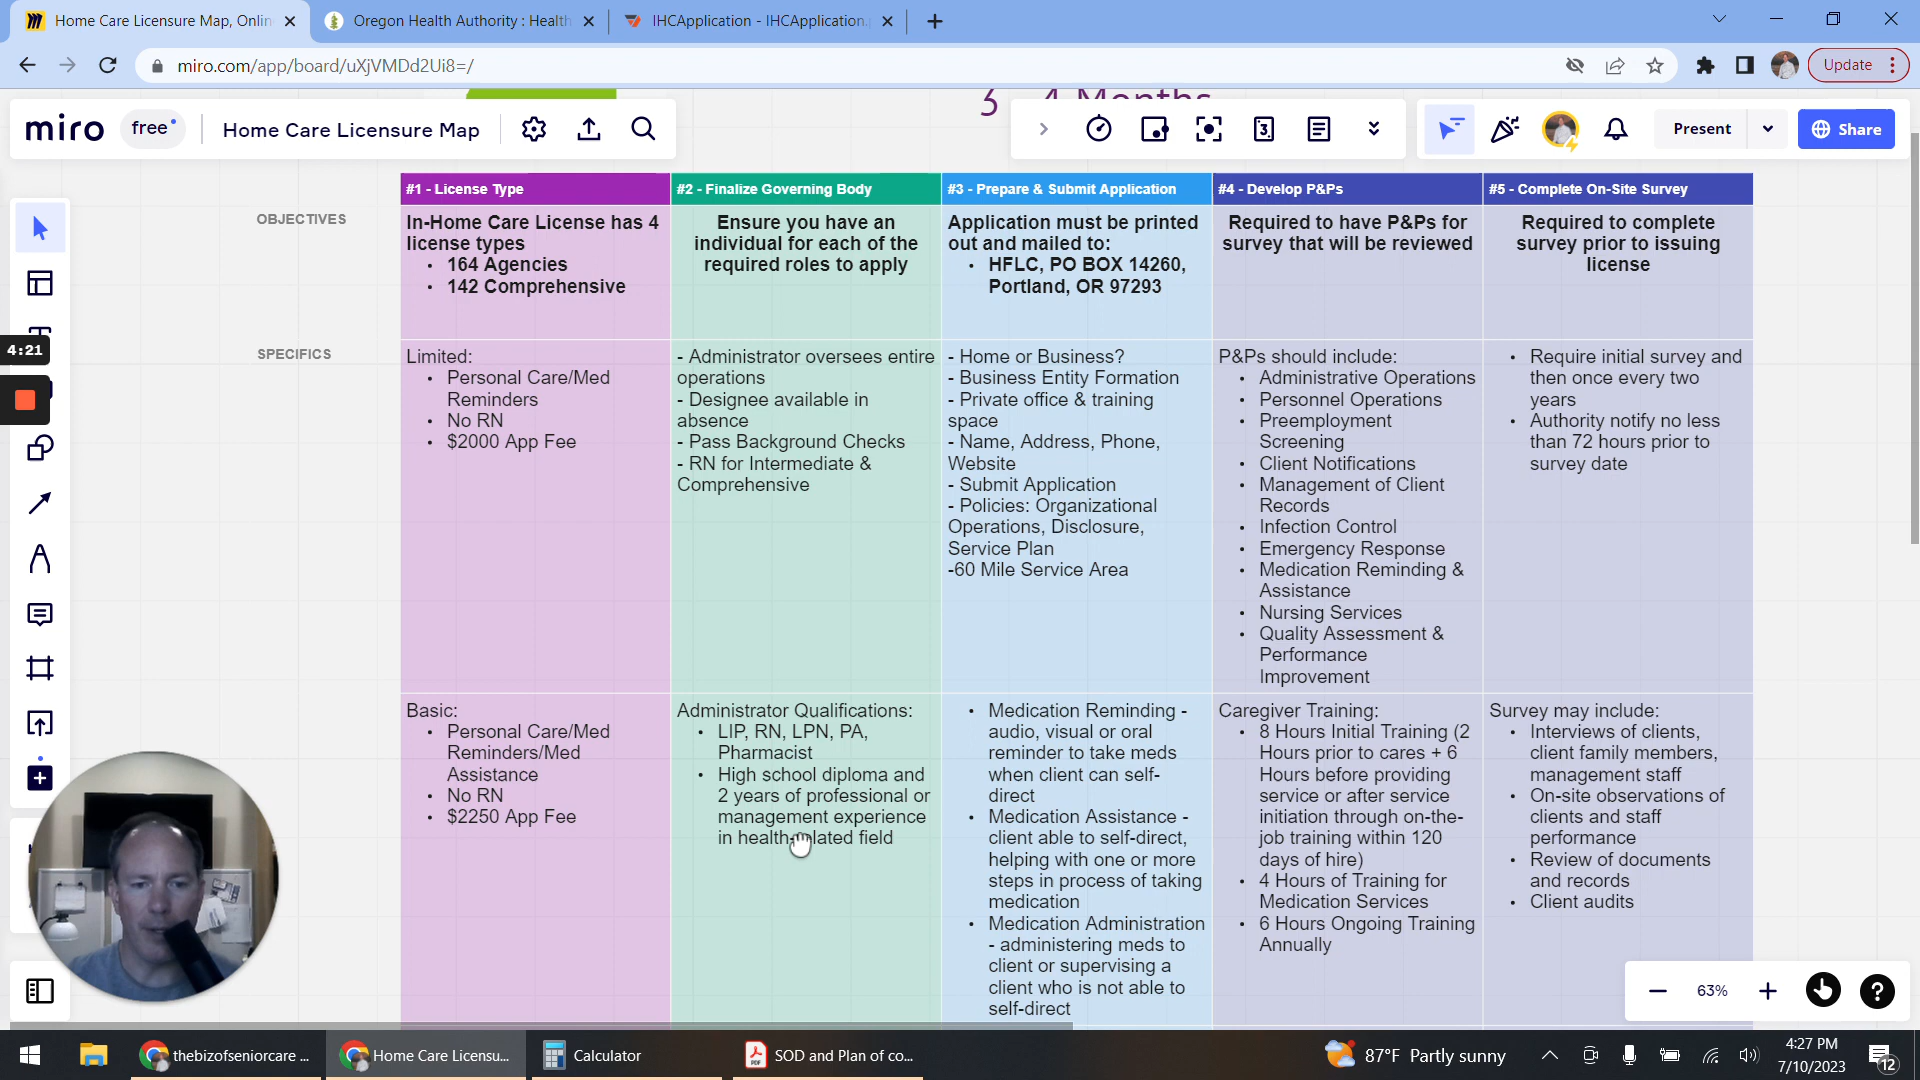 Home Care Licensure Map, Onlin
Oregon Health Authority : Health
IHCApplication - IHCApplication.
miro.com/app/board/uXjVMDd2Ui8=/
Update
miro
free
Home Care Licensure Map
Present
Share
3 - 4 Months
#1 - License Type
#2 - Finalize Governing Body
#3 - Prepare & Submit Application
#4 - Develop P&Ps
#5 - Complete On-Site Survey
OBJECTIVES
In-Home Care License has 4
license types
• 164 Agencies
• 142 Comprehensive
Ensure you have an
individual for each of the
required roles to apply
Application must be printed
out and mailed to:
• HFLC, PO BOX 14260,
Portland, OR 97293
Required to have P&Ps for
survey that will be reviewed
Required to complete
survey prior to issuing
license
4:21
SPECIFICS
Limited:
• Personal Care/Med
Reminders
• No RN
• $2000 App Fee
- Administrator oversees entire
operations
- Designee available in
absence
- Pass Background Checks
- RN for Intermediate &
Comprehensive
- Home or Business?
- Business Entity Formation
- Private office & training
space
- Name, Address, Phone,
Website
- Submit Application
- Policies: Organizational
Operations, Disclosure,
Service Plan
-60 Mile Service Area
P&Ps should include:
• Administrative Operations
• Personnel Operations
• Preemployment
Screening
• Client Notifications
• Management of Client
Records
• Infection Control
• Emergency Response
• Medication Reminding &
Assistance
• Nursing Services
• Quality Assessment &
Performance
Improvement
• Require initial survey and
then once every two
years
• Authority notify no less
than 72 hours prior to
survey date
Basic:
• Personal Care/Med
Reminders/Med
Assistance
• No RN
• $2250 App Fee
Administrator Qualifications:
• LIP, RN, LPN, PA,
Pharmacist
• High school diploma and
2 years of professional or
management experience
in health-related field
• Medication Reminding -
audio, visual or oral
reminder to take meds
when client can self-
direct
• Medication Assistance -
client able to self-direct,
helping with one or more
steps in process of taking
medication
• Medication Administration
- administering meds to
client or supervising a
client who is not able to
self-direct
Caregiver Training:
• 8 Hours Initial Training (2
Hours prior to cares + 6
Hours before providing
service or after service
initiation through on-the-
job training within 120
days of hire)
• 4 Hours of Training for
Medication Services
• 6 Hours Ongoing Training
Annually
Survey may include:
• Interviews of clients,
client family members,
management staff
• On-site observations of
clients and staff
performance
• Review of documents
and records
• Client audits
63%
thebizofseniorcare ...
Home Care Licensu...
Calculator
SOD and Plan of co...
87°F Partly sunny
4:27 PM
7/10/2023
12